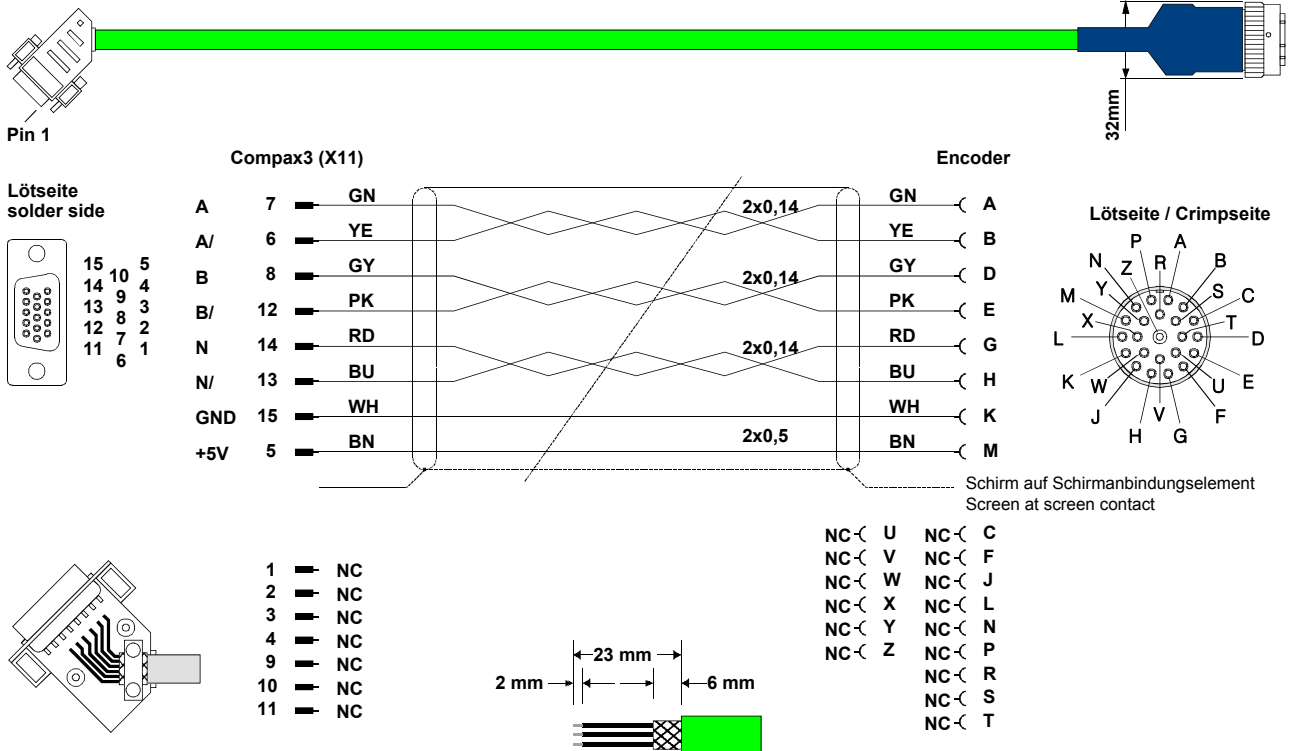 32mm
Pin 1
Compax3 (X11) Encoder
Lötseite
solder side
15 5
10
14 4
9
13 3
8
12 2
7
11 1
6
A 7 GN 2x0,14 GN A
A/ 6 YE YE B
B 8 GY 2x0,14 GY D
B/ 12 PK PK E
N 14 RD 2x0,14 RD G
N/ 13 BU BU H
GND 15 WH WH K
+5V 5 BN 2x0,5 BN M
Lötseite / Crimpseite
P R A
N Z B
M Y S C
X T
L D
K W U E
J V F
H G
Schirm auf Schirmanbindungselement
Screen at screen contact
NC U NC C
NC V NC F
NC W NC J
NC X NC L
NC Y NC N
NC Z NC P
NC R
NC S
NC T
1 NC
2 NC
3 NC
4 NC
9 NC
10 NC
11 NC
23 mm
2 mm 6 mm